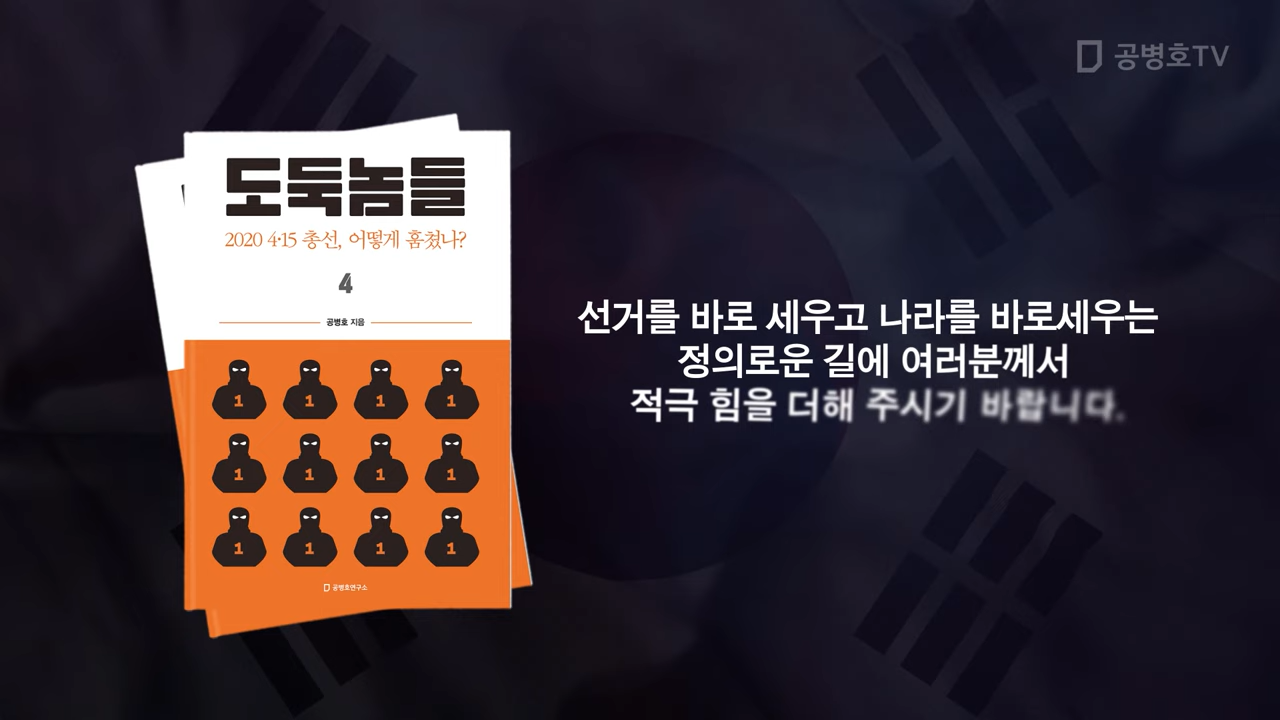 공병호TV
도둑놈들
2020 4·15 총선, 어떻게 훔쳤나?
4
공병호 지음
1 1 1 1
1 1 1 1
1 1 1 1
공병호연구소
선거를 바로 세우고 나라를 바로세우는
정의로운 길에 여러분께서
적극 힘을 더해 주시기 바랍니다.